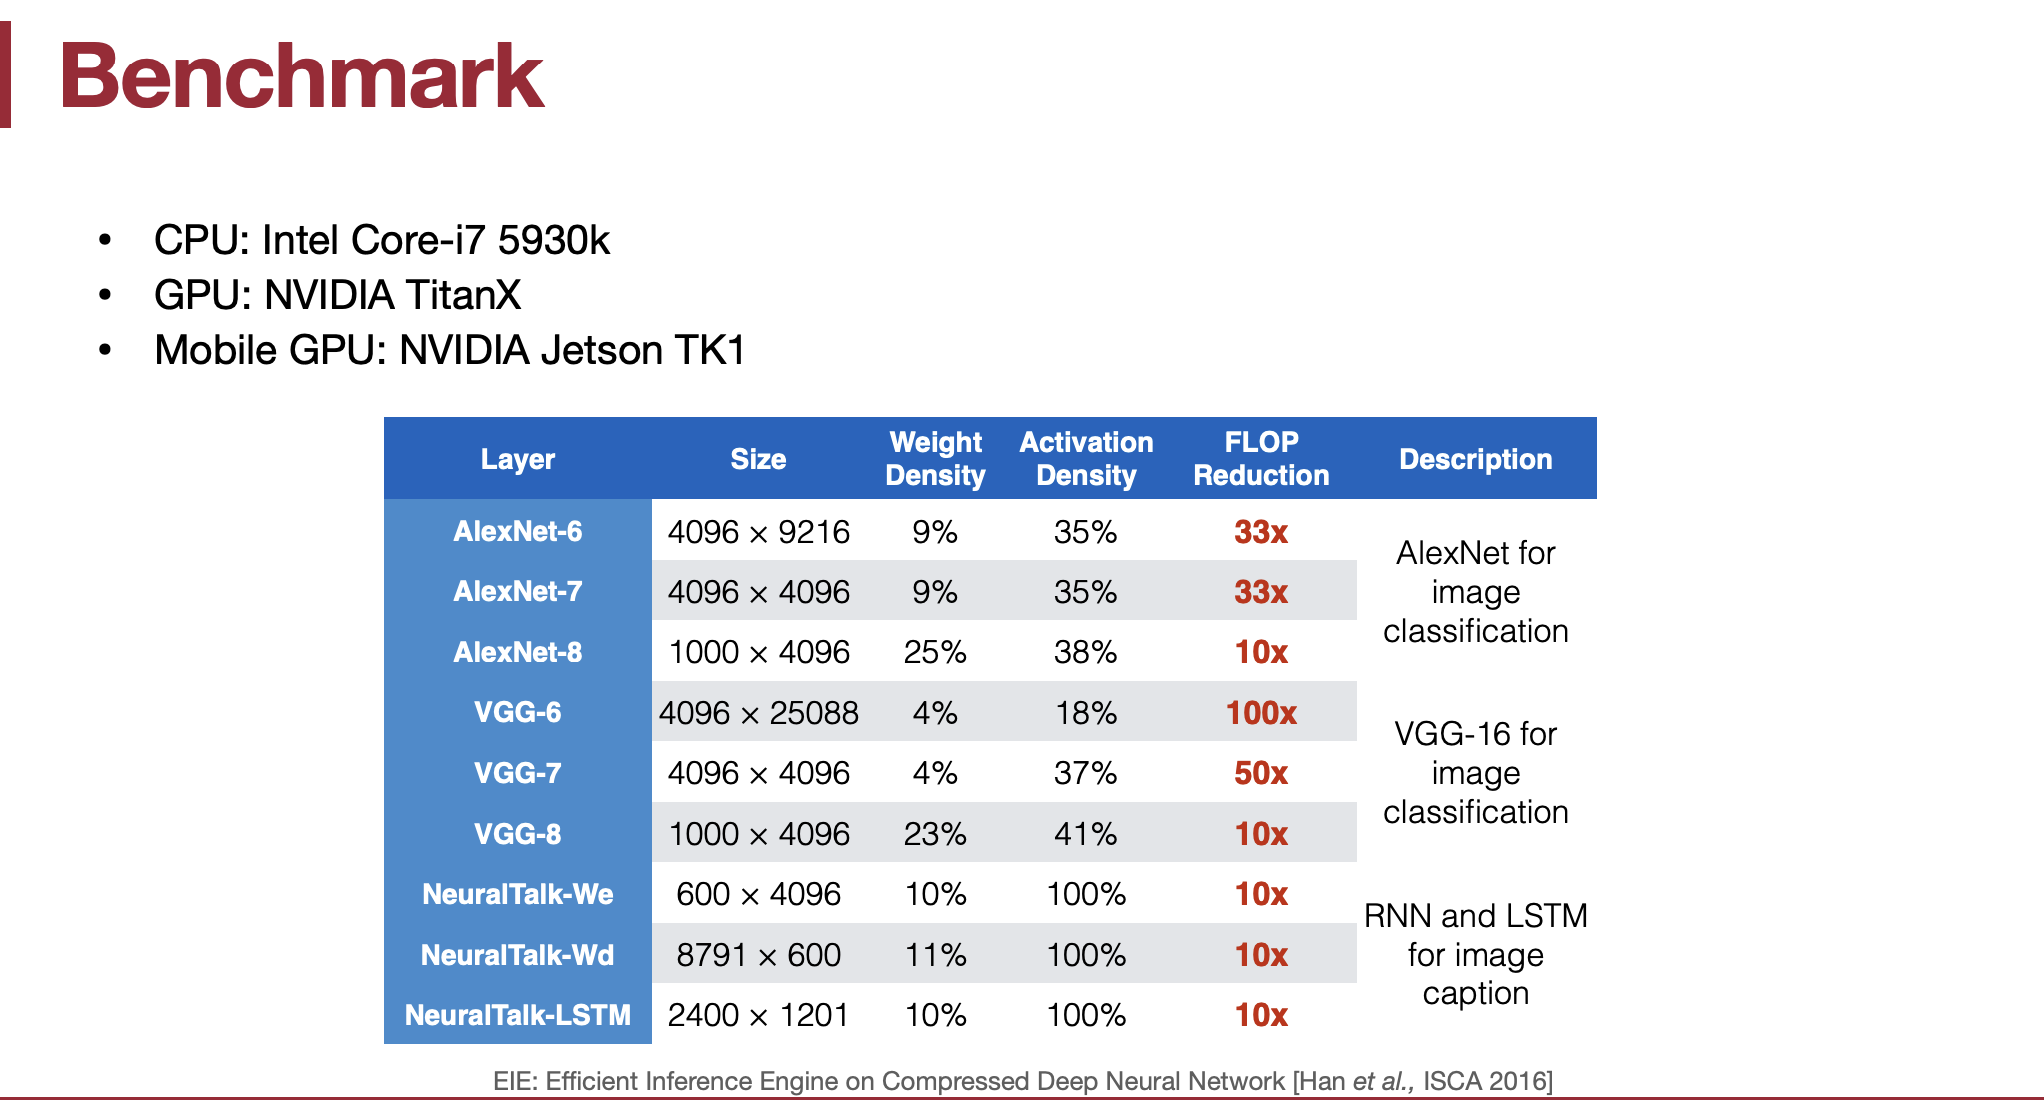 Benchmark
• CPU: Intel Core-i7 5930k
• GPU: NVIDIA TitanX
• Mobile GPU: NVIDIA Jetson TK1
Layer Size Weight Density Activation Density FLOP Reduction Description
AlexNet-6 4096 × 9216 9% 35% 33x
AlexNet-7 4096 × 4096 9% 35% 33x
AlexNet-8 1000 × 4096 25% 38% 10x
AlexNet for
image
classification
VGG-6 4096 × 25088 4% 18% 100x
VGG-7 4096 × 4096 4% 37% 50x
VGG-8 1000 × 4096 23% 41% 10x
VGG-16 for
image
classification
NeuralTalk-We 600 × 4096 10% 100% 10x
NeuralTalk-Wd 8791 × 600 11% 100% 10x
NeuralTalk-LSTM 2400 × 1201 10% 100% 10x
RNN and LSTM
for image
caption
EIE: Efficient Inference Engine on Compressed Deep Neural Network [Han et al., ISCA 2016]